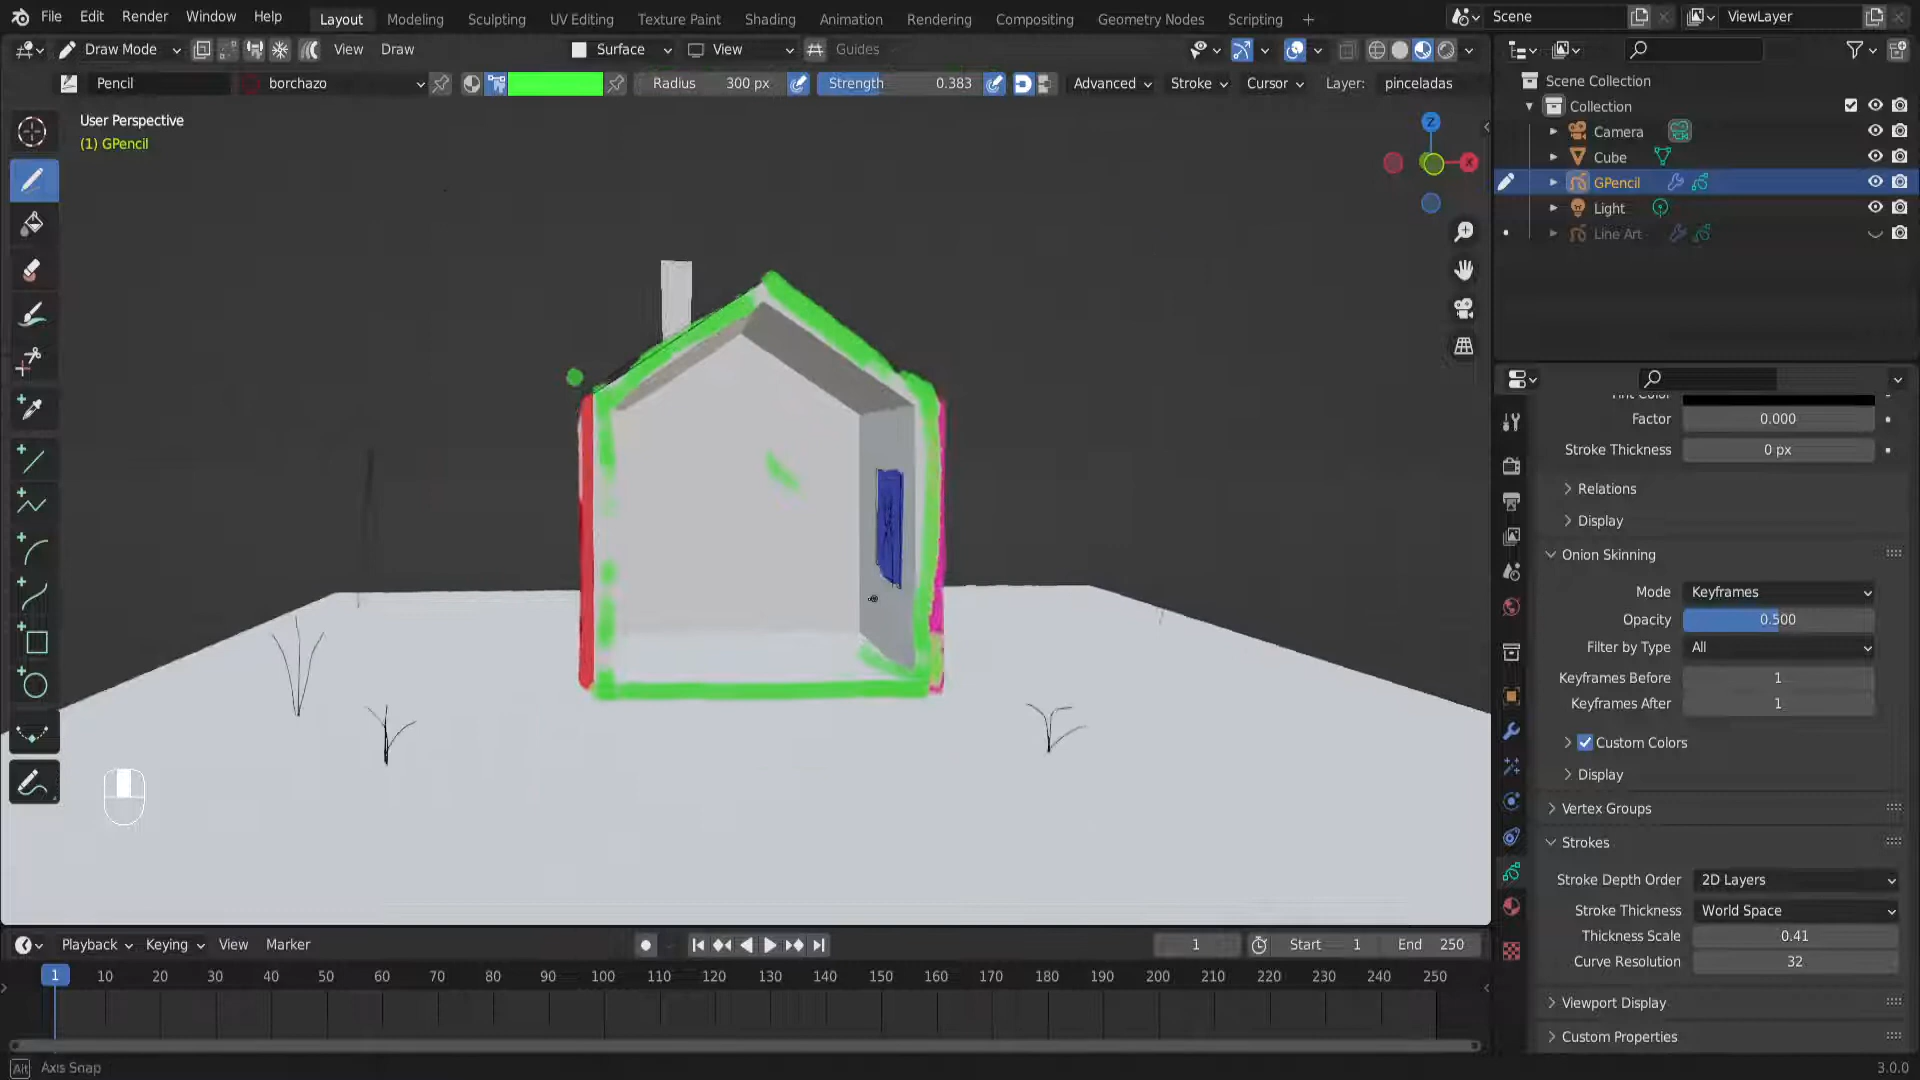 File Edit Render Window Help Layout Modeling Sculpting UV Editing Texture Paint Shading Animation Rendering Compositing Geometry Nodes Scripting + Scene ViewLayer
Draw Mode View Draw Surface View Guides
Pencil borchazo Radius 300 px Strength 0.383 Advanced Stroke Cursor Layer: pinceladas
User Perspective
(1) GPencil
Z
X
Scene Collection
Collection
Camera
Cube
GPencil
Light
Line Art
Factor 0.000
Stroke Thickness 0 px
Relations
Display
Onion Skinning
Mode Keyframes
Opacity 0.500
Filter by Type All
Keyframes Before 1
Keyframes After 1
Custom Colors
Display
Vertex Groups
Strokes
Stroke Depth Order 2D Layers
Stroke Thickness World Space
Thickness Scale 0.41
Curve Resolution 32
Viewport Display
Custom Properties
Playback Keying View Marker 1 Start 1 End 250
1 10 20 30 40 50 60 70 80 90 100 110 120 130 140 150 160 170 180 190 200 210 220 230 240 250
Alt Axis Snap 3.0.0